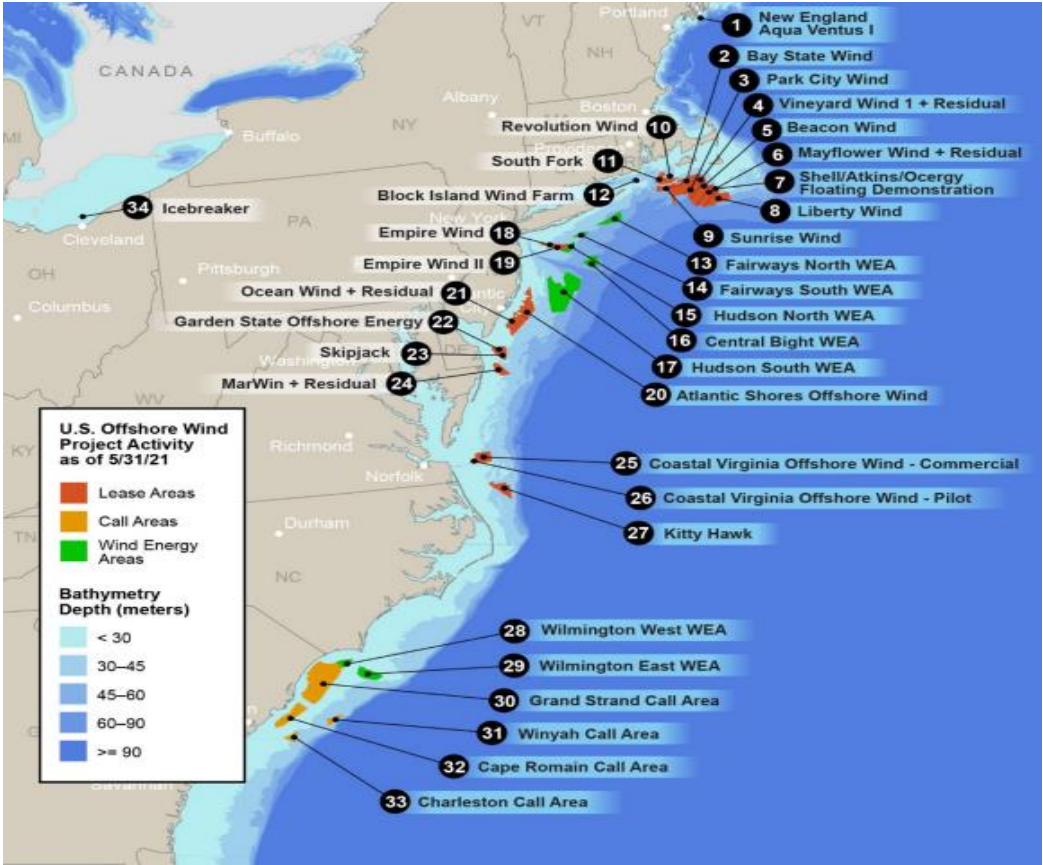 Portland
1 New England
Aqua Ventus I
VT
NH
2 Bay State Wind
CANADA
3 Park City Wind
Albany
4 Vineyard Wind 1 + Residual
Boston
NY
Revolution Wind 10
5 Beacon Wind
MI
Buffalo
Providence
6 Mayflower Wind + Residual
South Fork 11
7 Shell/Atkins/Ocergy
Floating Demonstration
Block Island Wind Farm 12
34 Icebreaker
8 Liberty Wind
PA
New York
Cleveland
Empire Wind 18
9 Sunrise Wind
Empire Wind II 19
13 Fairways North WEA
OH
Pittsburgh
14 Fairways South WEA
Ocean Wind + Residual 21
Columbus
15 Hudson North WEA
Garden State Offshore Energy 22
16 Central Bight WEA
Skipjack 23
DE
Washington
17 Hudson South WEA
MarWin + Residual 24
20 Atlantic Shores Offshore Wind
WV
U.S. Offshore Wind
Project Activity
as of 5/31/21
Lease Areas
Call Areas
Wind Energy
Areas
Bathymetry
Depth (meters)
< 30
30–45
45–60
60–90
>= 90
KY
Richmond
Norfolk
25 Coastal Virginia Offshore Wind - Commercial
26 Coastal Virginia Offshore Wind - Pilot
TN
Durham
27 Kitty Hawk
NC
28 Wilmington West WEA
29 Wilmington East WEA
30 Grand Strand Call Area
31 Winyah Call Area
32 Cape Romain Call Area
Savannah
33 Charleston Call Area